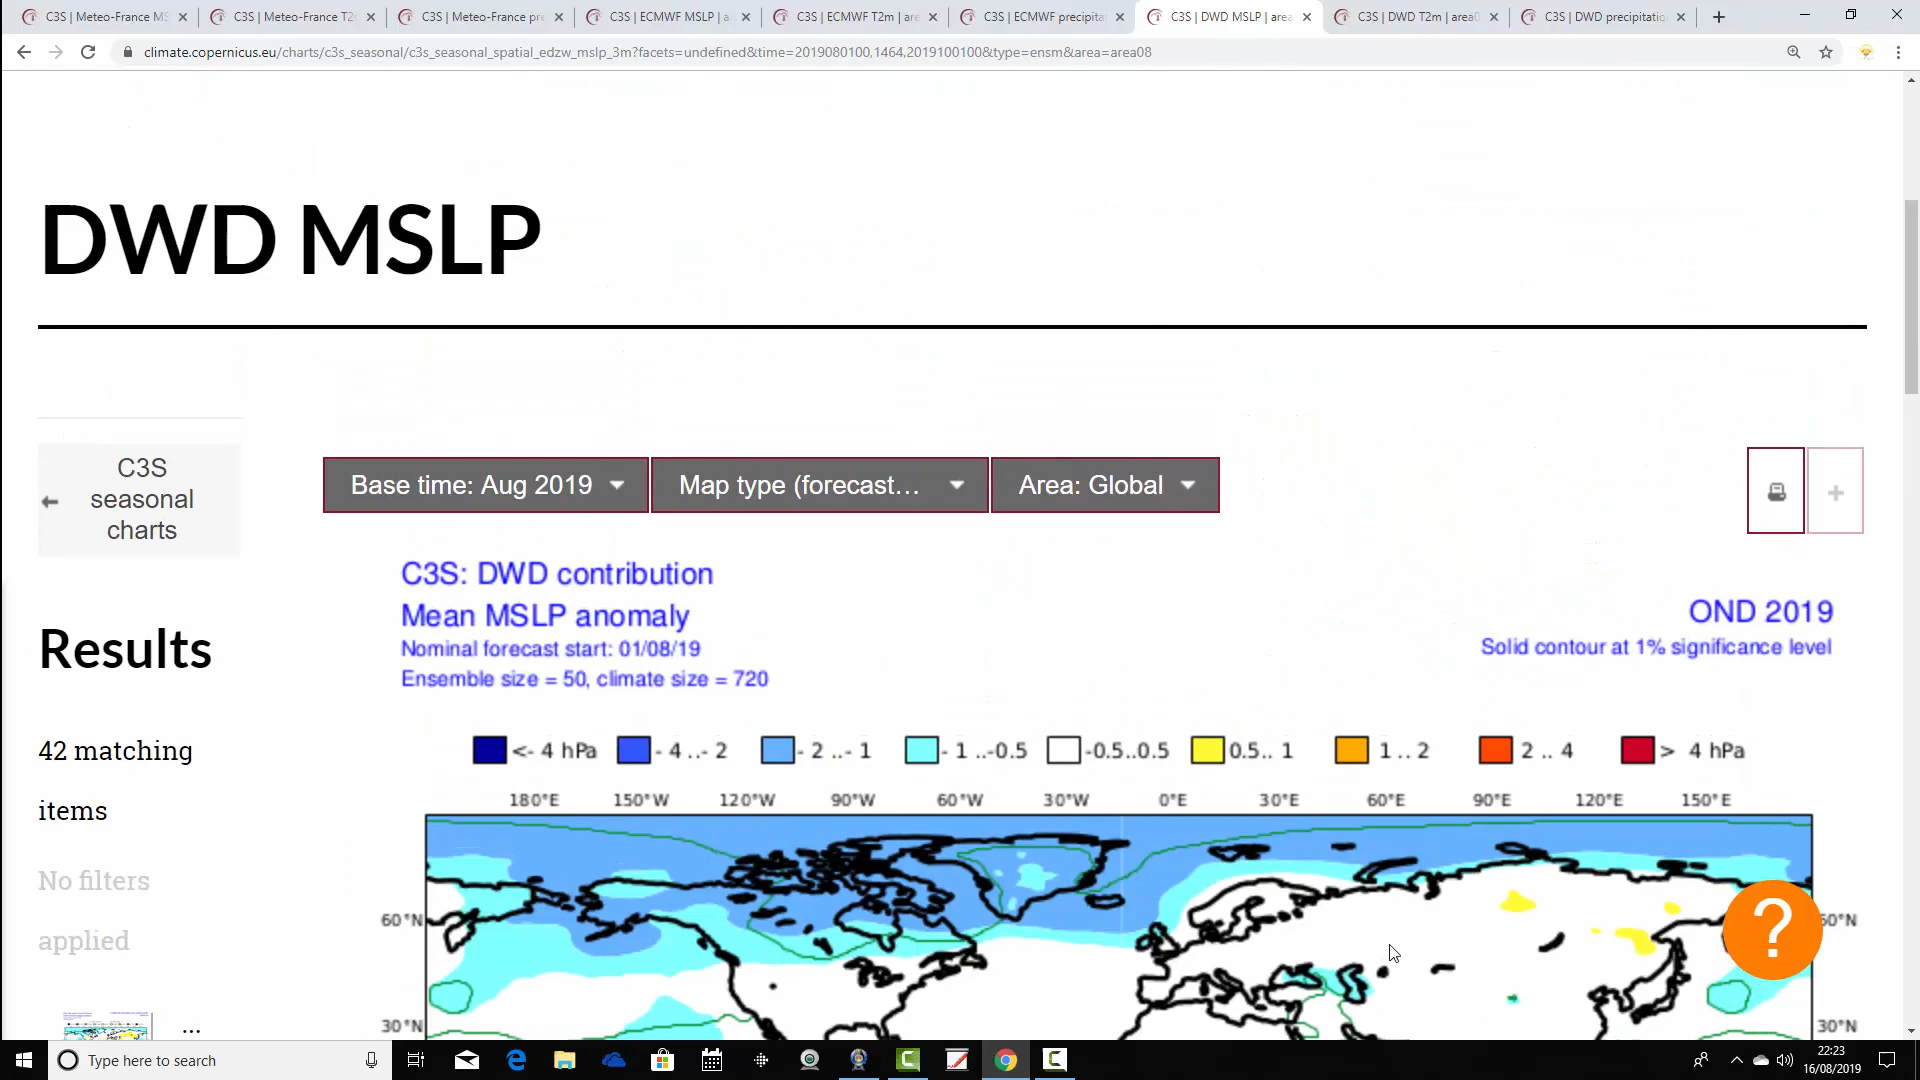 C3S | Meteo-France MS
C3S | Meteo-France T2
C3S | Meteo-France pre
C3S | ECMWF MSLP | a
C3S | ECMWF T2m | are
C3S | ECMWF precipita
C3S | DWD MSLP | area
C3S | DWD T2m | area0
C3S | DWD precipitatio
climate.copernicus.eu/charts/c3s_seasonal/c3s_seasonal_spatial_edzw_mslp_3m?facets=undefined&time=2019080100,1464,2019100100&type=ensm&area=area08
DWD MSLP
C3S
seasonal
charts
Base time: Aug 2019
Map type (forecast...
Area: Global
C3S: DWD contribution
Mean MSLP anomaly
Nominal forecast start: 01/08/19
Ensemble size = 50, climate size = 720
OND 2019
Solid contour at 1% significance level
Results
42 matching
items
No filters
applied
...
<- 4 hPa - 4 ..- 2 - 2 ..- 1 - 1 ..-0.5 -0.5..0.5 0.5.. 1 1 .. 2 2 .. 4 > 4 hPa
180°E 150°W 120°W 90°W 60°W 30°W 0°E 30°E 60°E 90°E 120°E 150°E
60°N 60°N
30°N 30°N
?
Type here to search
22:23
16/08/2019